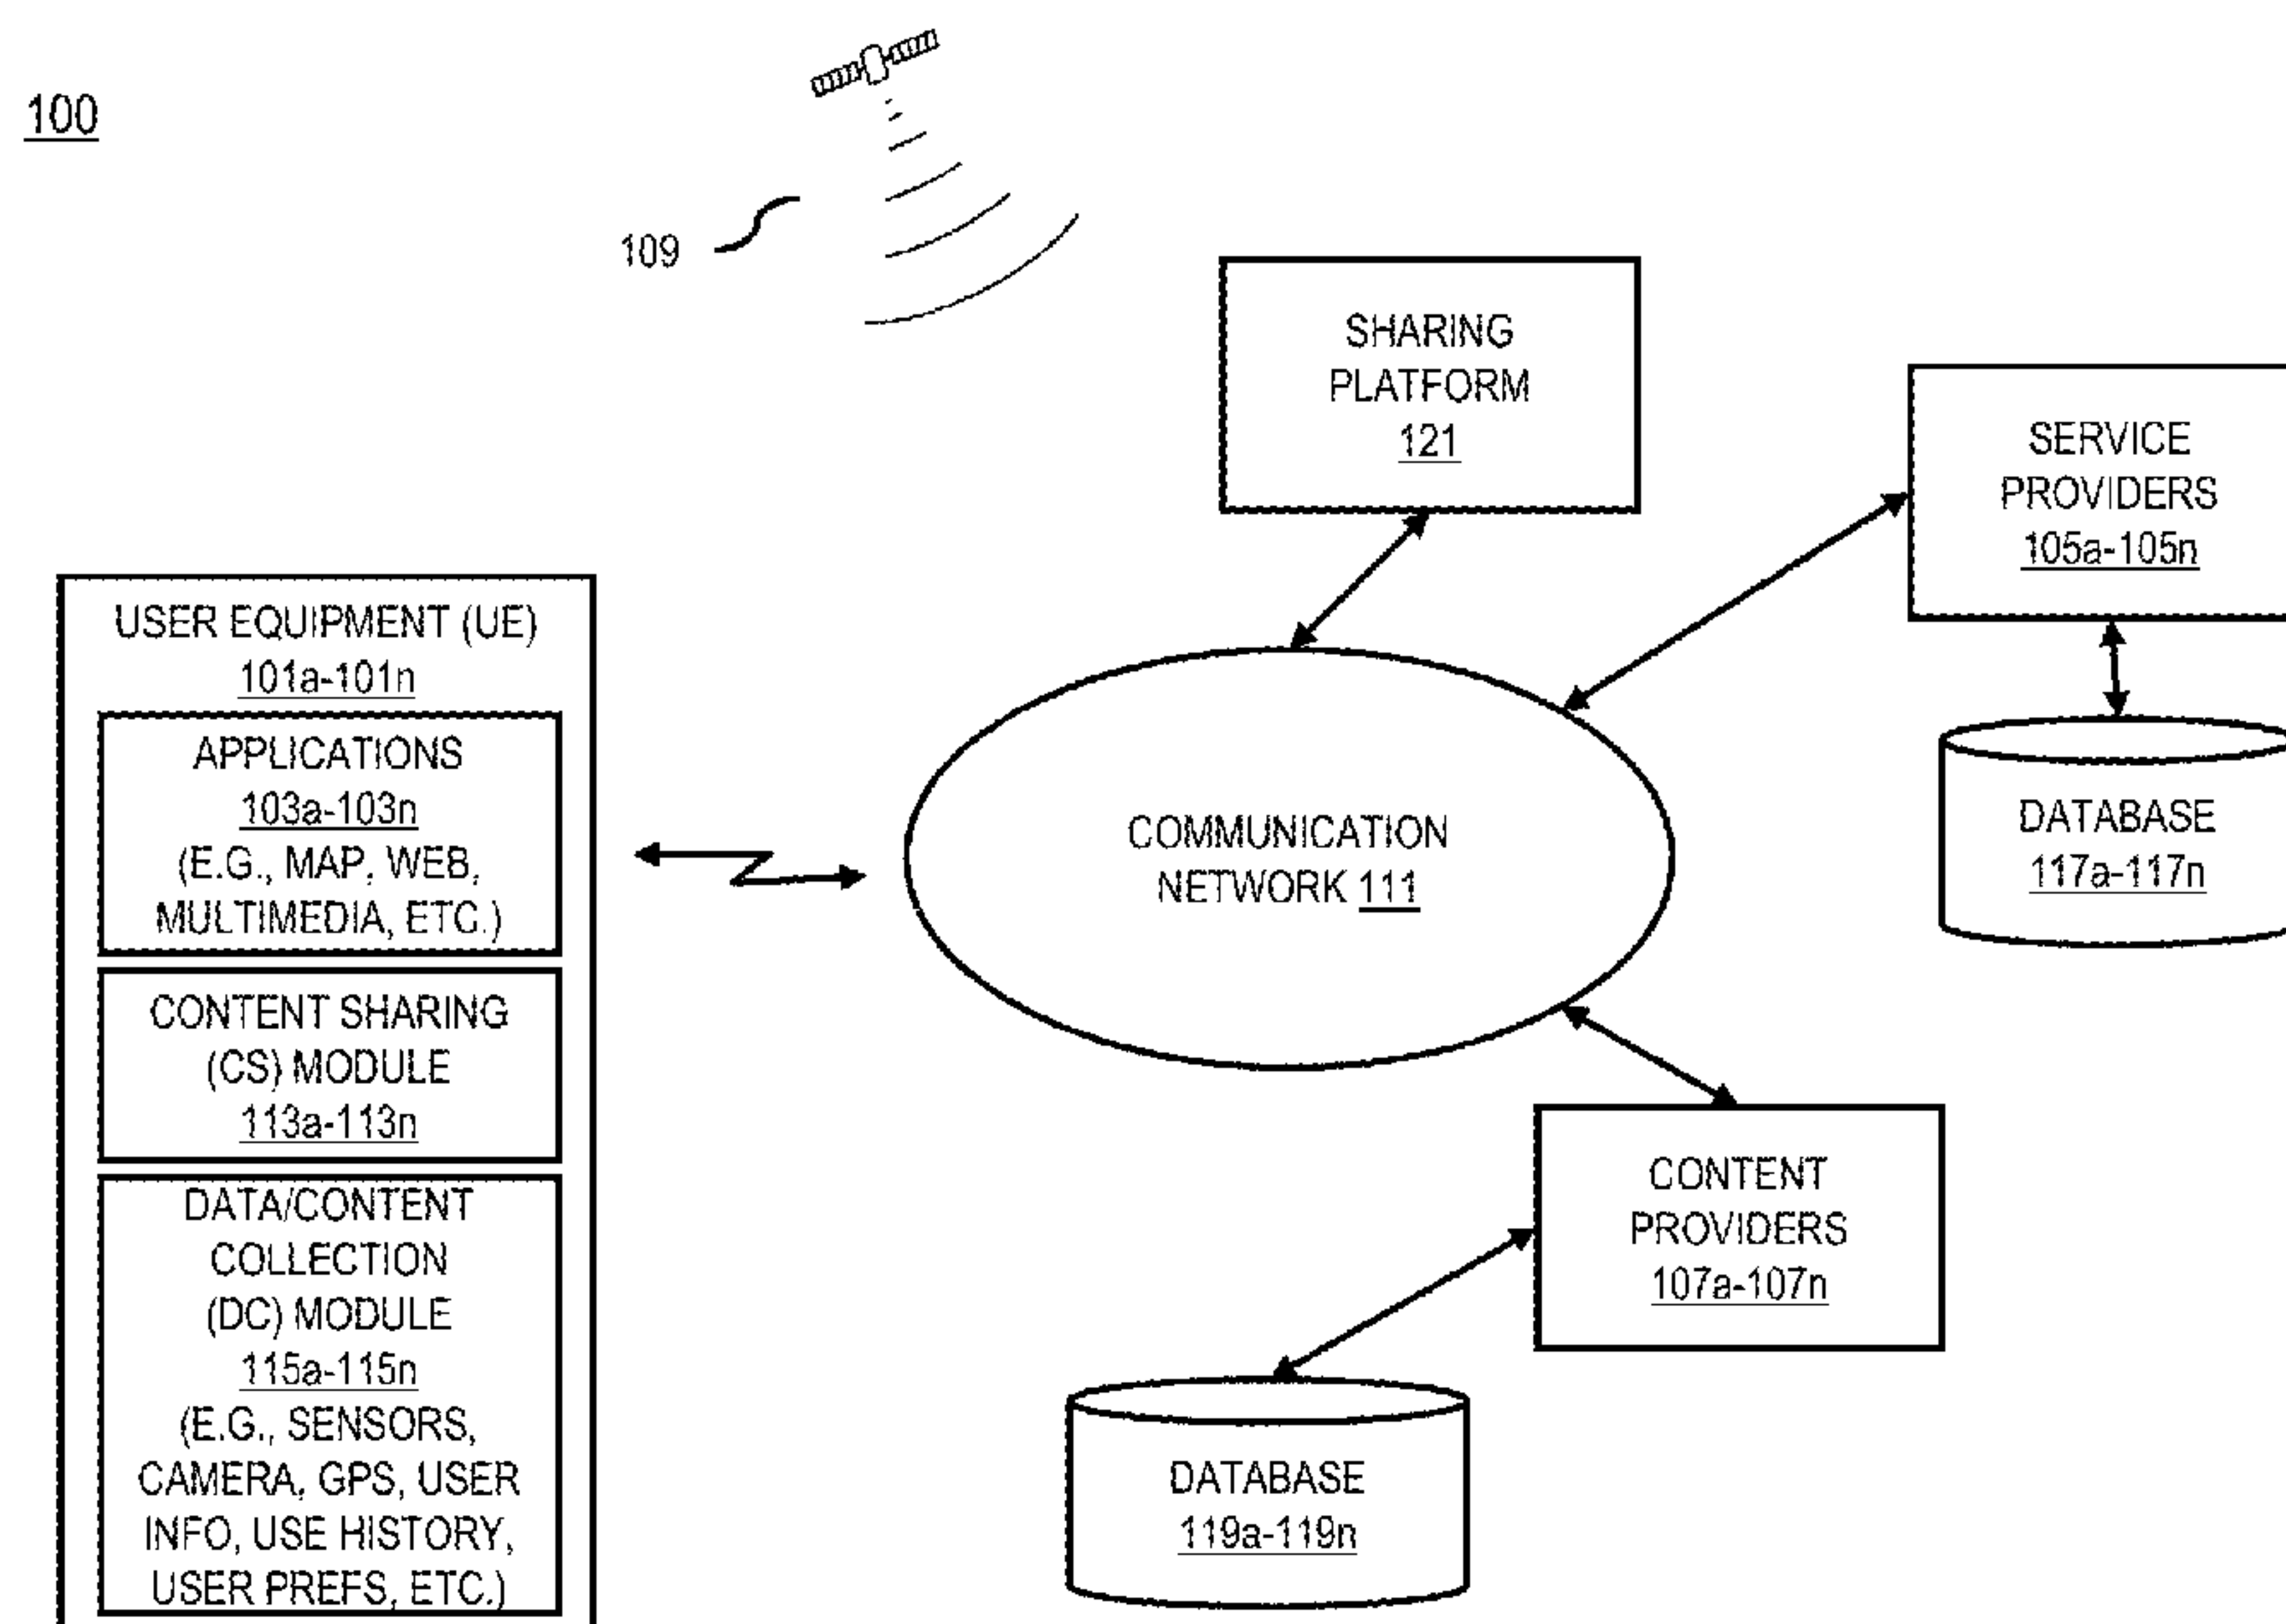 100
109
SHARING
PLATFORM
121
SERVICE
PROVIDERS
105a-105n
USER EQUIPMENT (UE)
101a-101n
APPLICATIONS
103a-103n
(E.G., MAP, WEB,
MULTIMEDIA, ETC.)
CONTENT SHARING
(CS) MODULE
113a-113n
DATA/CONTENT
COLLECTION
(DC) MODULE
115a-115n
(E.G., SENSORS,
CAMERA, GPS, USER
INFO, USE HISTORY,
USER PREFS, ETC.)
COMMUNICATION
NETWORK 111
DATABASE
117a-117n
CONTENT
PROVIDERS
107a-107n
DATABASE
119a-119n